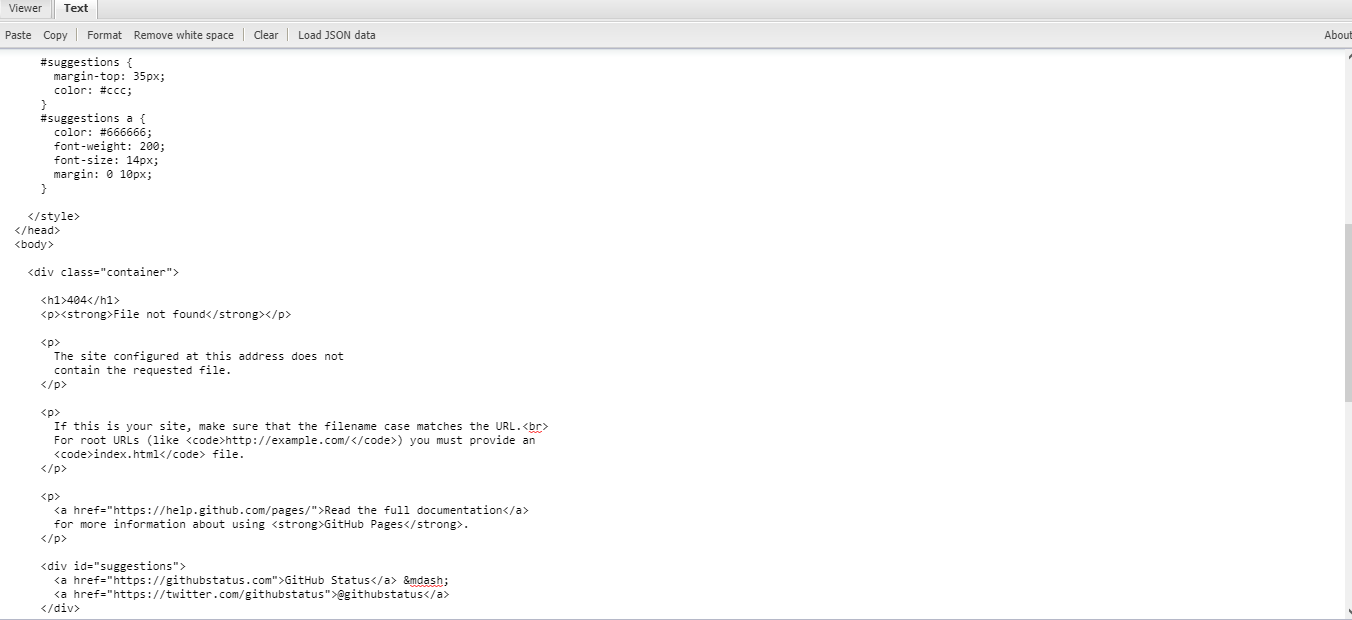 Viewer Text
Paste Copy Format Remove white space Clear Load JSON data About
#suggestions {
margin-top: 35px;
color: #ccc;
}
#suggestions a {
color: #666666;
font-weight: 200;
font-size: 14px;
margin: 0 10px;
}
</style>
</head>
<body>
<div class="container">
<h1>404</h1>
<p><strong>File not found</strong></p>
<p>
The site configured at this address does not
contain the requested file.
</p>
<p>
If this is your site, make sure that the filename case matches the URL.<br>
For root URLs (like <code>http://example.com/</code>) you must provide an
<code>index.html</code> file.
</p>
<p>
<a href="https://help.github.com/pages/">Read the full documentation</a>
for more information about using <strong>GitHub Pages</strong>.
</p>
<div id="suggestions">
<a href="https://githubstatus.com">GitHub Status</a> &mdash;
<a href="https://twitter.com/githubstatus">@githubstatus</a>
</div>